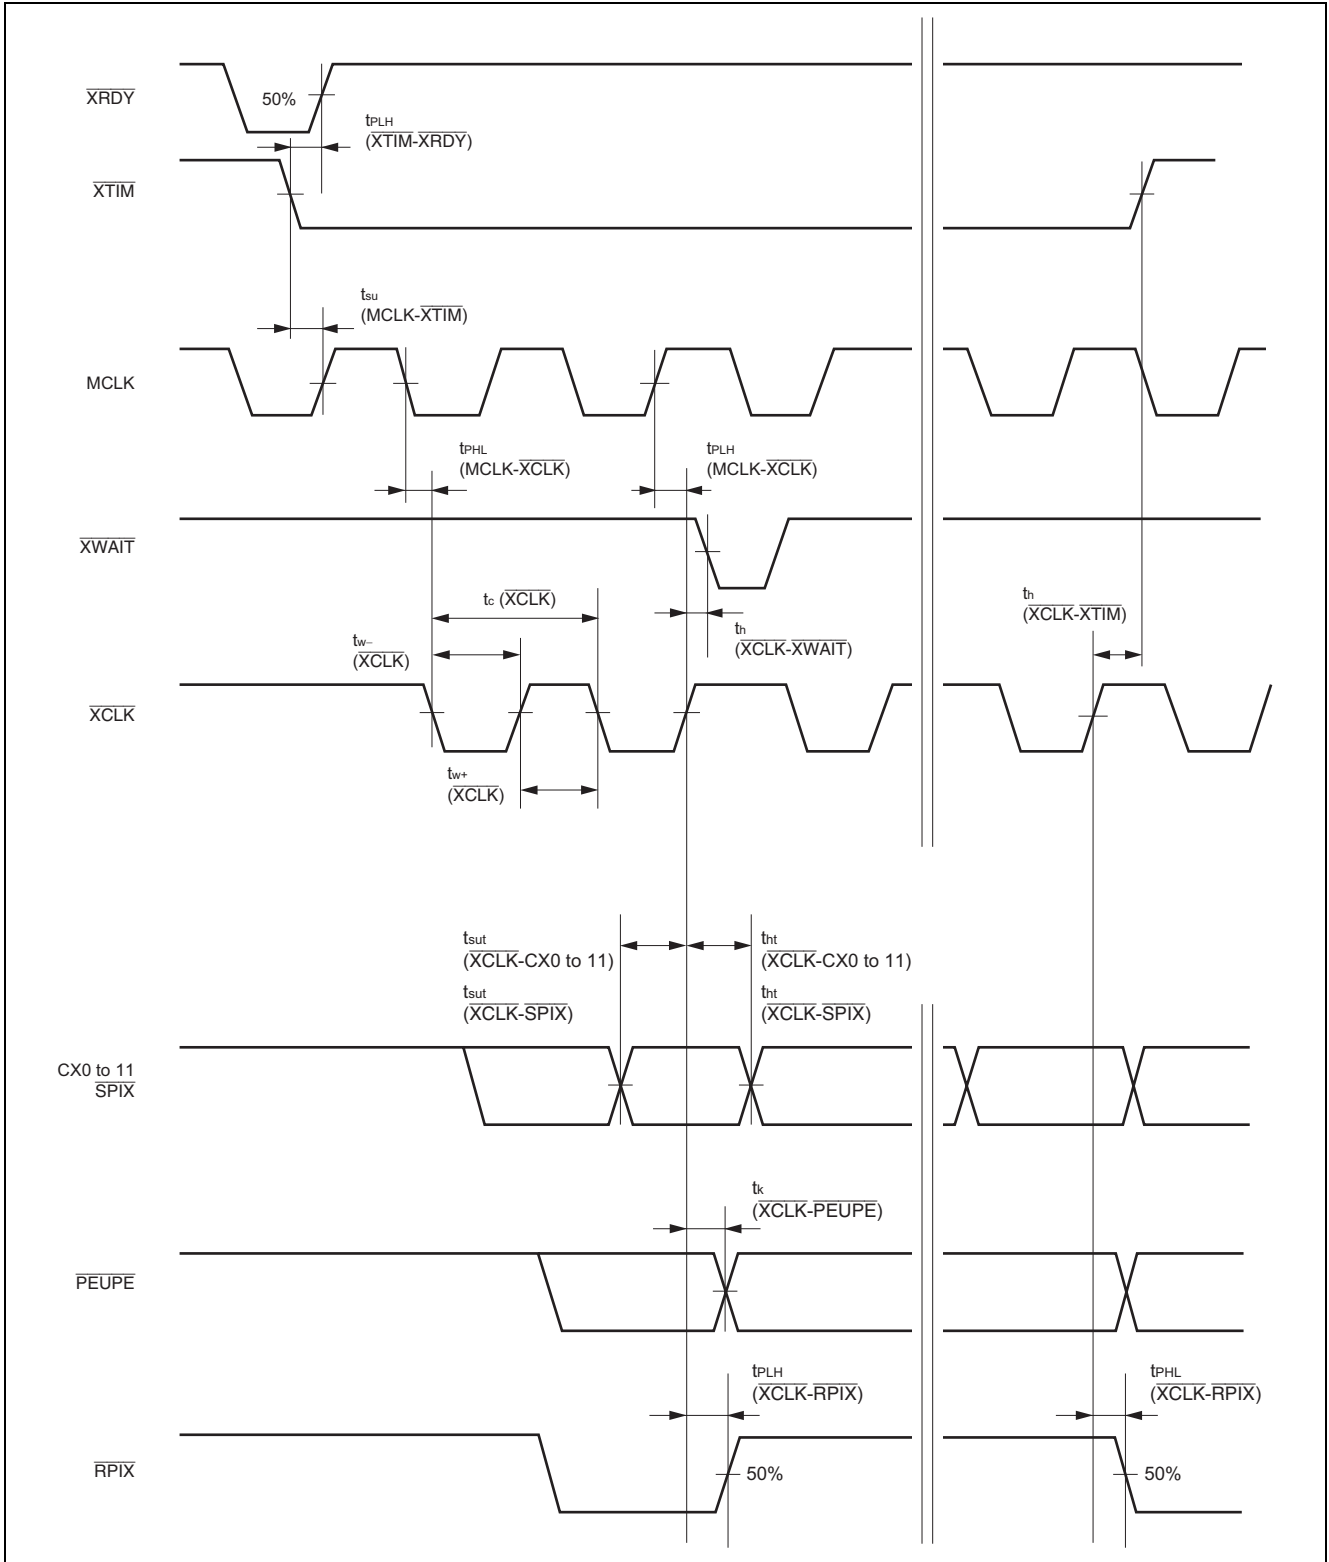 XRDY
50%
tPLH
(XTIM-XRDY)
XTIM
tsu
(MCLK-XTIM)
MCLK
tPHL
(MCLK-XCLK)
tPLH
(MCLK-XCLK)
XWAIT
tc (XCLK)
th
(XCLK-XTIM)
tw–
(XCLK)
th
(XCLK-XWAIT)
XCLK
tw+
(XCLK)
tsut
(XCLK-CX0 to 11)
tht
(XCLK-CX0 to 11)
tsut
(XCLK-SPIX)
tht
(XCLK-SPIX)
CX0 to 11
SPIX
tk
(XCLK-PEUPE)
PEUPE
tPLH
(XCLK-RPIX)
tPHL
(XCLK-RPIX)
RPIX
50%
50%